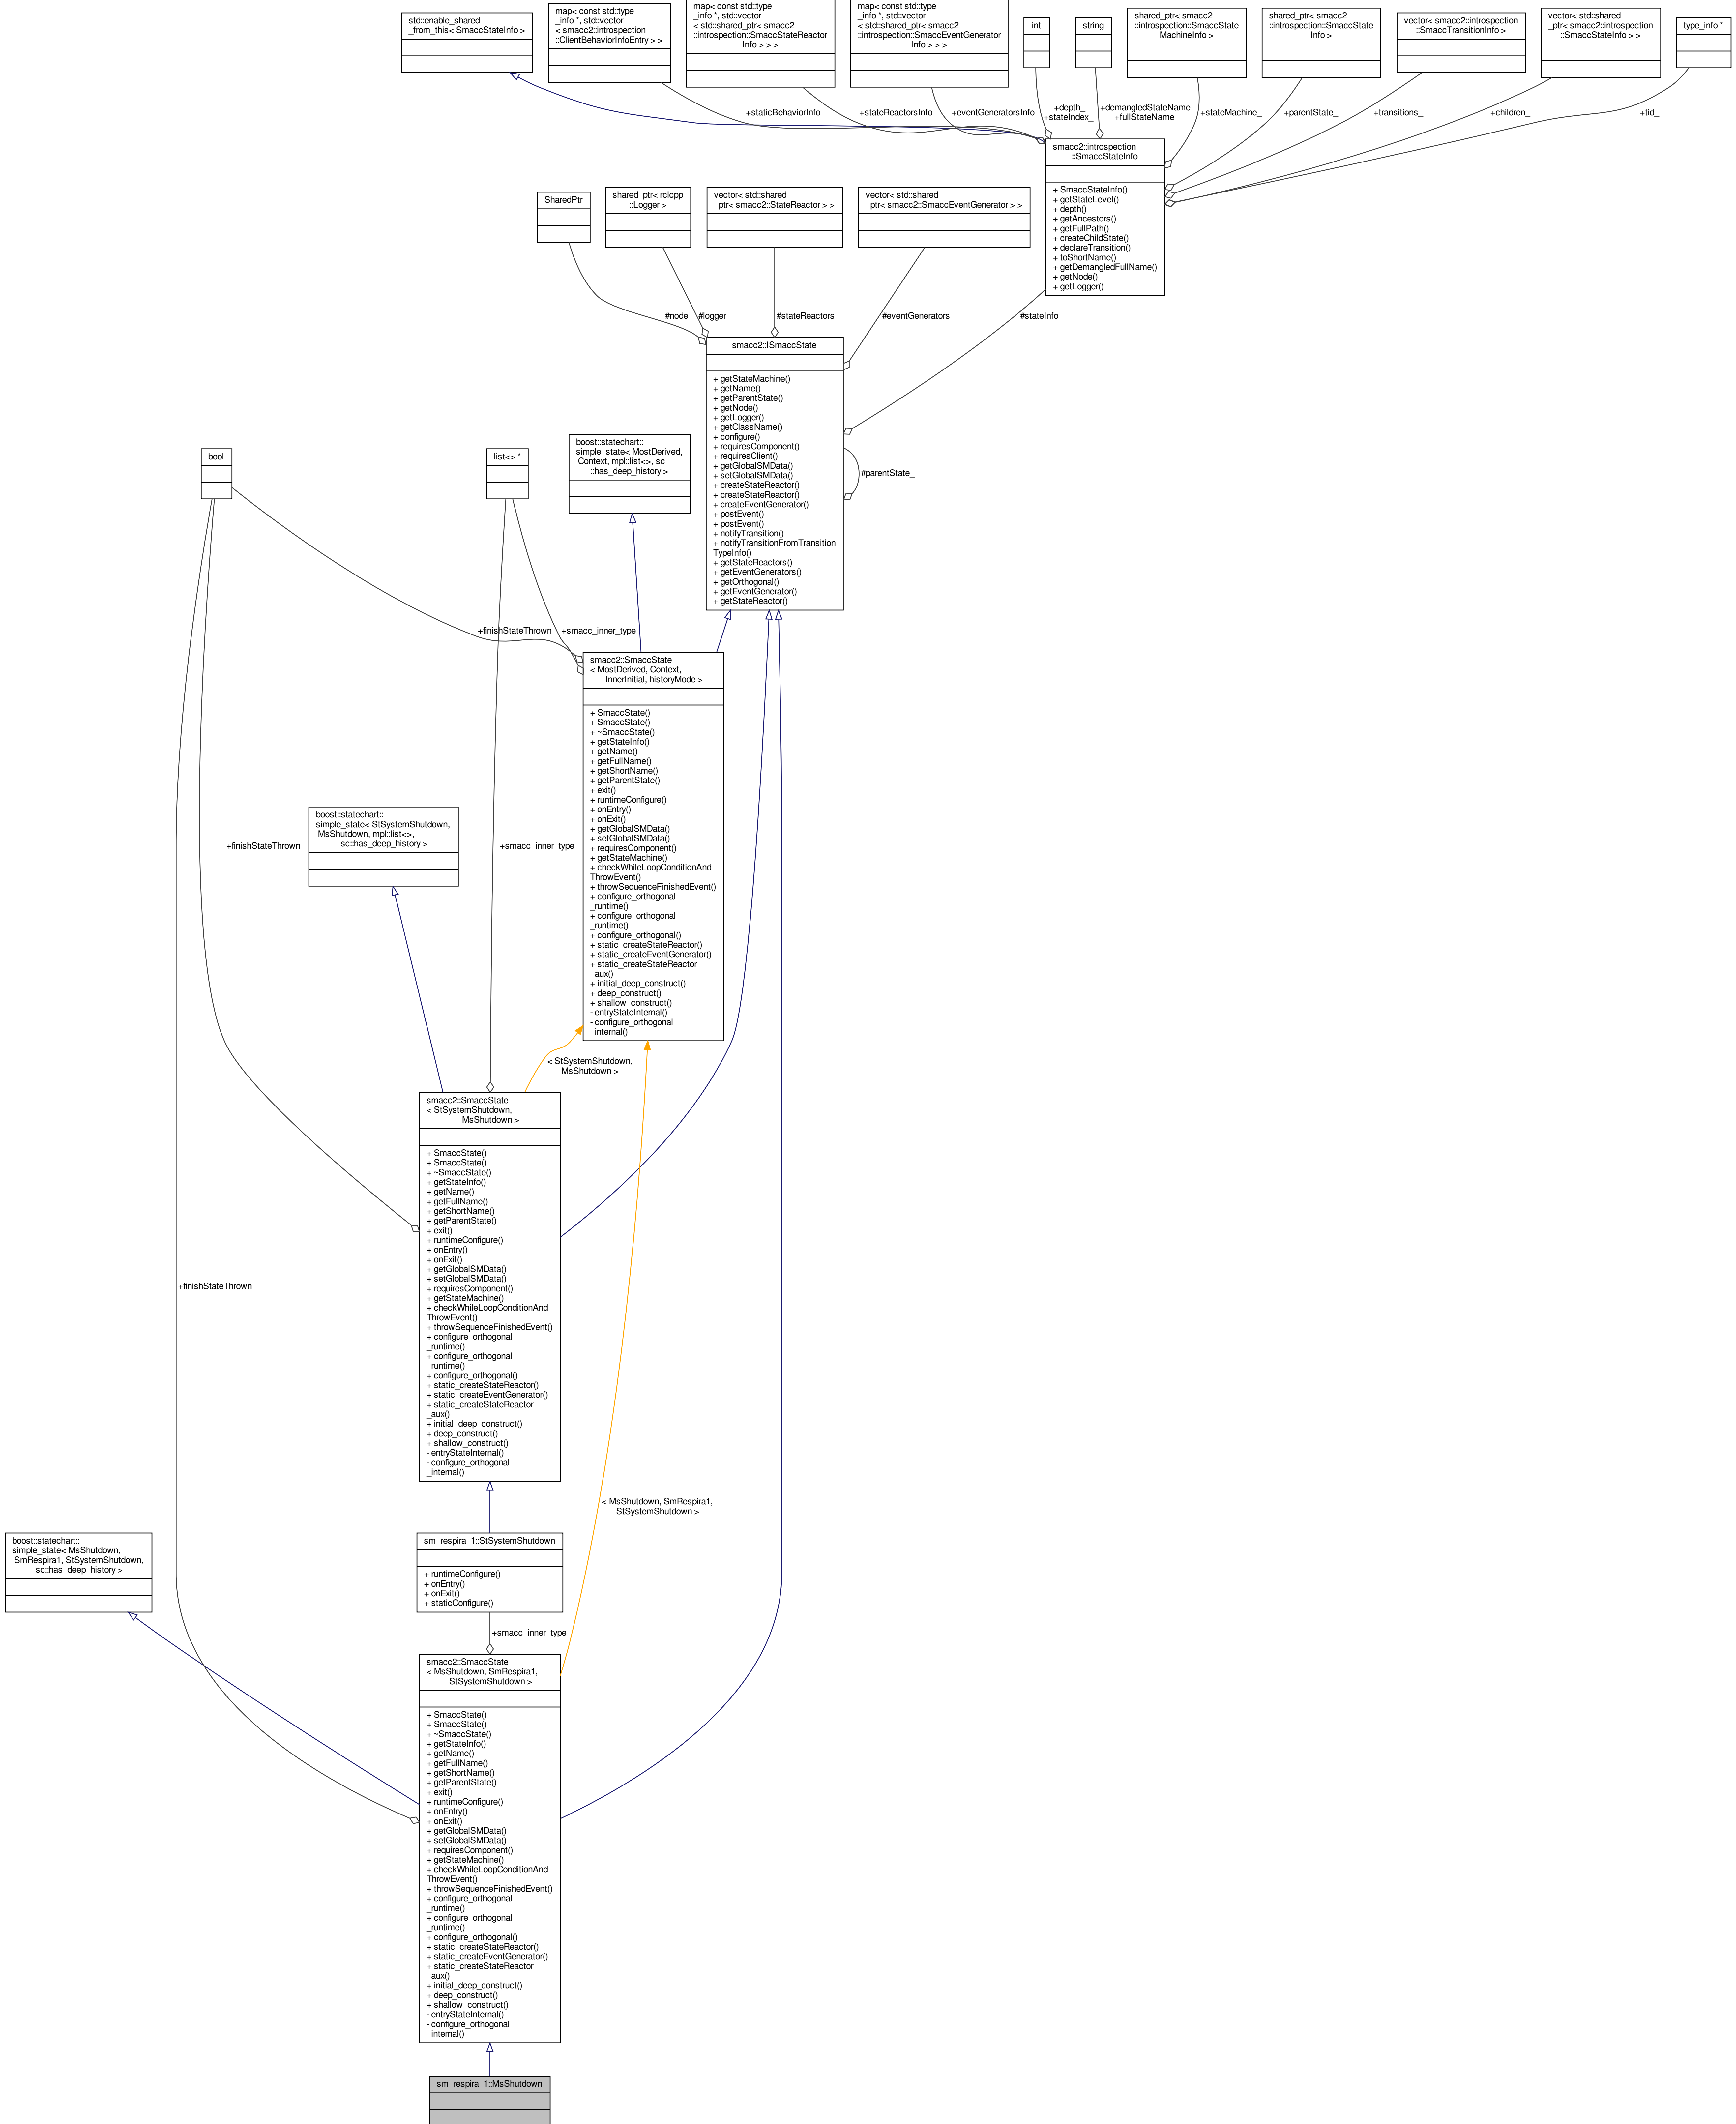 std::enable_shared
_from_this< SmaccStateInfo >
map< const std::type
_info *, std::vector
< smacc2::introspection
::ClientBehaviorInfoEntry > >
map< const std::type
_info *, std::vector
< std::shared_ptr< smacc2
::introspection::SmaccStateReactor
Info > > >
map< const std::type
_info *, std::vector
< std::shared_ptr< smacc2
::introspection::SmaccEventGenerator
Info > > >
int
string
shared_ptr< smacc2
::introspection::SmaccState
MachineInfo >
shared_ptr< smacc2
::introspection::SmaccState
Info >
vector< smacc2::introspection
::SmaccTransitionInfo >
vector< std::shared
_ptr< smacc2::introspection
::SmaccStateInfo > >
type_info *
+staticBehaviorInfo
+stateReactorsInfo
+eventGeneratorsInfo
+depth_
+stateIndex_
+demangledStateName
+fullStateName
+stateMachine_
+parentState_
+transitions_
+children_
+tid_
smacc2::introspection
::SmaccStateInfo
+ SmaccStateInfo()
+ getStateLevel()
+ depth()
+ getAncestors()
+ getFullPath()
+ createChildState()
+ declareTransition()
+ toShortName()
+ getDemangledFullName()
+ getNode()
+ getLogger()
SharedPtr
shared_ptr< rclcpp
::Logger >
vector< std::shared
_ptr< smacc2::StateReactor > >
vector< std::shared
_ptr< smacc2::SmaccEventGenerator > >
#node_
#logger_
#stateReactors_
#eventGenerators_
#stateInfo_
smacc2::ISmaccState
+ getStateMachine()
+ getName()
+ getParentState()
+ getNode()
+ getLogger()
+ getClassName()
+ configure()
+ requiresComponent()
+ requiresClient()
+ getGlobalSMData()
+ setGlobalSMData()
+ createStateReactor()
+ createStateReactor()
+ createEventGenerator()
+ postEvent()
+ postEvent()
+ notifyTransition()
+ notifyTransitionFromTransition
TypeInfo()
+ getStateReactors()
+ getEventGenerators()
+ getOrthogonal()
+ getEventGenerator()
+ getStateReactor()
#parentState_
bool
list<> *
boost::statechart::
simple_state< MostDerived,
Context, mpl::list<>, sc
::has_deep_history >
+finishStateThrown
+smacc_inner_type
smacc2::SmaccState
< MostDerived, Context,
InnerInitial, historyMode >
+ SmaccState()
+ SmaccState()
+ ~SmaccState()
+ getStateInfo()
+ getName()
+ getFullName()
+ getShortName()
+ getParentState()
+ exit()
+ runtimeConfigure()
+ onEntry()
+ onExit()
+ getGlobalSMData()
+ setGlobalSMData()
+ requiresComponent()
+ getStateMachine()
+ checkWhileLoopConditionAnd
ThrowEvent()
+ throwSequenceFinishedEvent()
+ configure_orthogonal
_runtime()
+ configure_orthogonal
_runtime()
+ configure_orthogonal()
+ static_createStateReactor()
+ static_createEventGenerator()
+ static_createStateReactor
_aux()
+ initial_deep_construct()
+ deep_construct()
+ shallow_construct()
- entryStateInternal()
- configure_orthogonal
_internal()
boost::statechart::
simple_state< StSystemShutdown,
MsShutdown, mpl::list<>,
sc::has_deep_history >
+finishStateThrown
+smacc_inner_type
< StSystemShutdown,
MsShutdown >
smacc2::SmaccState
< StSystemShutdown,
MsShutdown >
+ SmaccState()
+ SmaccState()
+ ~SmaccState()
+ getStateInfo()
+ getName()
+ getFullName()
+ getShortName()
+ getParentState()
+ exit()
+ runtimeConfigure()
+ onEntry()
+ onExit()
+ getGlobalSMData()
+ setGlobalSMData()
+ requiresComponent()
+ getStateMachine()
+ checkWhileLoopConditionAnd
ThrowEvent()
+ throwSequenceFinishedEvent()
+ configure_orthogonal
_runtime()
+ configure_orthogonal
_runtime()
+ configure_orthogonal()
+ static_createStateReactor()
+ static_createEventGenerator()
+ static_createStateReactor
_aux()
+ initial_deep_construct()
+ deep_construct()
+ shallow_construct()
- entryStateInternal()
- configure_orthogonal
_internal()
+finishStateThrown
< MsShutdown, SmRespira1,
StSystemShutdown >
boost::statechart::
simple_state< MsShutdown,
SmRespira1, StSystemShutdown,
sc::has_deep_history >
sm_respira_1::StSystemShutdown
+ runtimeConfigure()
+ onEntry()
+ onExit()
+ staticConfigure()
+smacc_inner_type
smacc2::SmaccState
< MsShutdown, SmRespira1,
StSystemShutdown >
+ SmaccState()
+ SmaccState()
+ ~SmaccState()
+ getStateInfo()
+ getName()
+ getFullName()
+ getShortName()
+ getParentState()
+ exit()
+ runtimeConfigure()
+ onEntry()
+ onExit()
+ getGlobalSMData()
+ setGlobalSMData()
+ requiresComponent()
+ getStateMachine()
+ checkWhileLoopConditionAnd
ThrowEvent()
+ throwSequenceFinishedEvent()
+ configure_orthogonal
_runtime()
+ configure_orthogonal
_runtime()
+ configure_orthogonal()
+ static_createStateReactor()
+ static_createEventGenerator()
+ static_createStateReactor
_aux()
+ initial_deep_construct()
+ deep_construct()
+ shallow_construct()
- entryStateInternal()
- configure_orthogonal
_internal()
sm_respira_1::MsShutdown